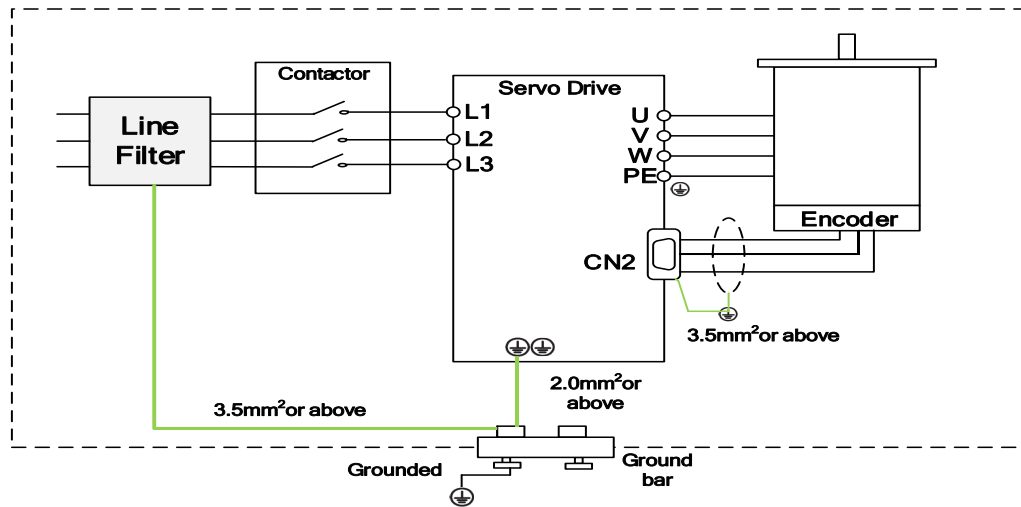 Contactor
Servo Drive
Line
Filter
L1
L2
L3
U
V
W
PE
Encoder
CN2
3.5mm²or above
2.0mm²or
above
3.5mm²or above
Grounded
Ground
bar